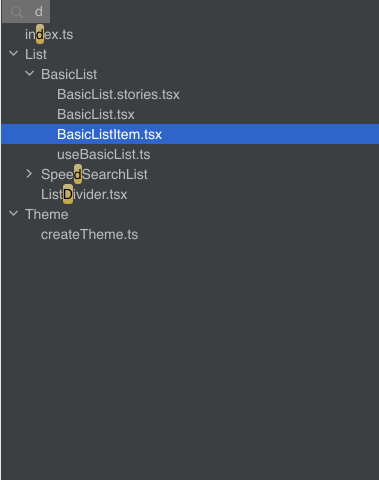 d
index.ts
List
BasicList
BasicList.stories.tsx
BasicList.tsx
BasicListItem.tsx
useBasicList.ts
SpeedSearchList
ListDivider.tsx
Theme
createTheme.ts